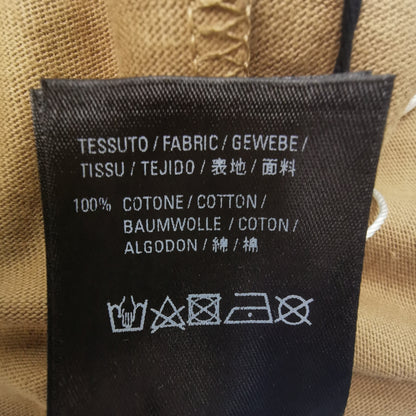 TESSUTO / FABRIC / GEWEBE /
TISSU / TEJIDO / 表地 / 面料
100% COTONE / COTTON /
BAUMWOLLE / COTON /
ALGODON / 綿 / 棉